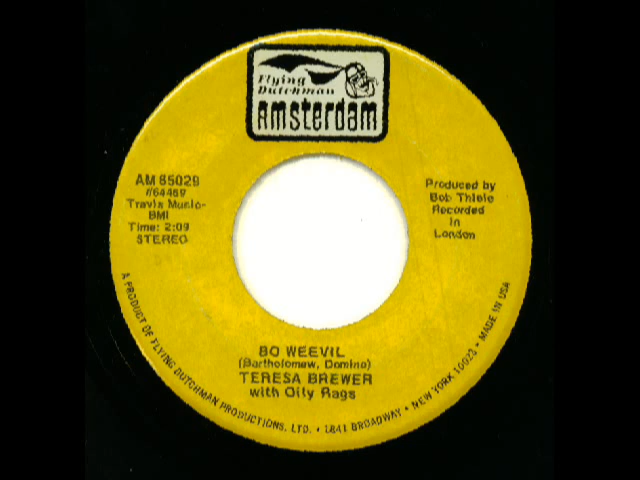 Flying
Dutchman
Amsterdam
AM 85029
#64469
Travis Music-
BMI
Time: 2:09
STEREO
Produced by
Bob Thiele
Recorded
in
London
BO WEEVIL
(Bartholomew, Domino)
TERESA BREWER
with Oily Rags
A PRODUCT OF FLYING DUTCHMAN PRODUCTIONS, LTD. • 1841 BROADWAY • NEW YORK 10023 • MADE IN USA